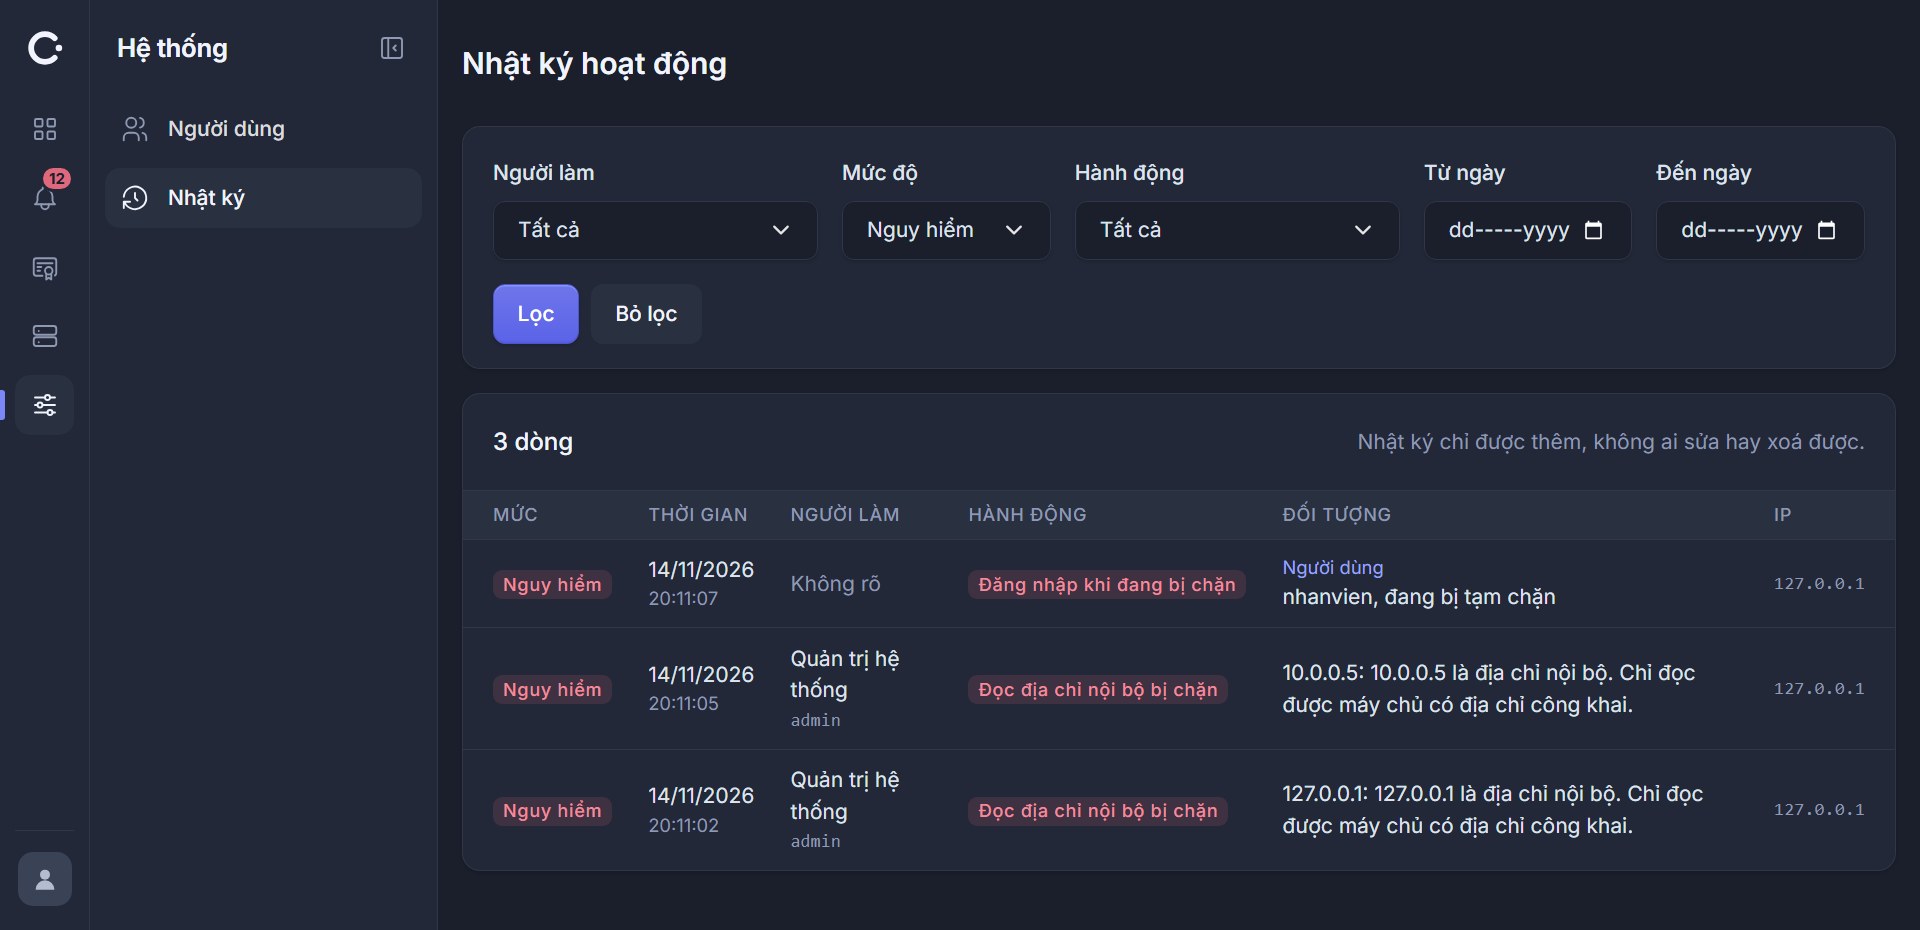 Hệ thống
12
Người dùng
Nhật ký
Nhật ký hoạt động
Người làm
Mức độ
Hành động
Từ ngày
Đến ngày
Tất cả
Nguy hiểm
Tất cả
dd-----yyyy
dd-----yyyy
Lọc
Bỏ lọc
3 dòng
Nhật ký chỉ được thêm, không ai sửa hay xoá được.
MỨC THỜI GIAN NGƯỜI LÀM HÀNH ĐỘNG ĐỐI TƯỢNG IP
Nguy hiểm
14/11/2026
20:11:07
Không rõ
Đăng nhập khi đang bị chặn
Người dùng
nhanvien, đang bị tạm chặn
127.0.0.1
Nguy hiểm
14/11/2026
20:11:05
Quản trị hệ
thống
admin
Đọc địa chỉ nội bộ bị chặn
10.0.0.5: 10.0.0.5 là địa chỉ nội bộ. Chỉ đọc
được máy chủ có địa chỉ công khai.
127.0.0.1
Nguy hiểm
14/11/2026
20:11:02
Quản trị hệ
thống
admin
Đọc địa chỉ nội bộ bị chặn
127.0.0.1: 127.0.0.1 là địa chỉ nội bộ. Chỉ đọc
được máy chủ có địa chỉ công khai.
127.0.0.1